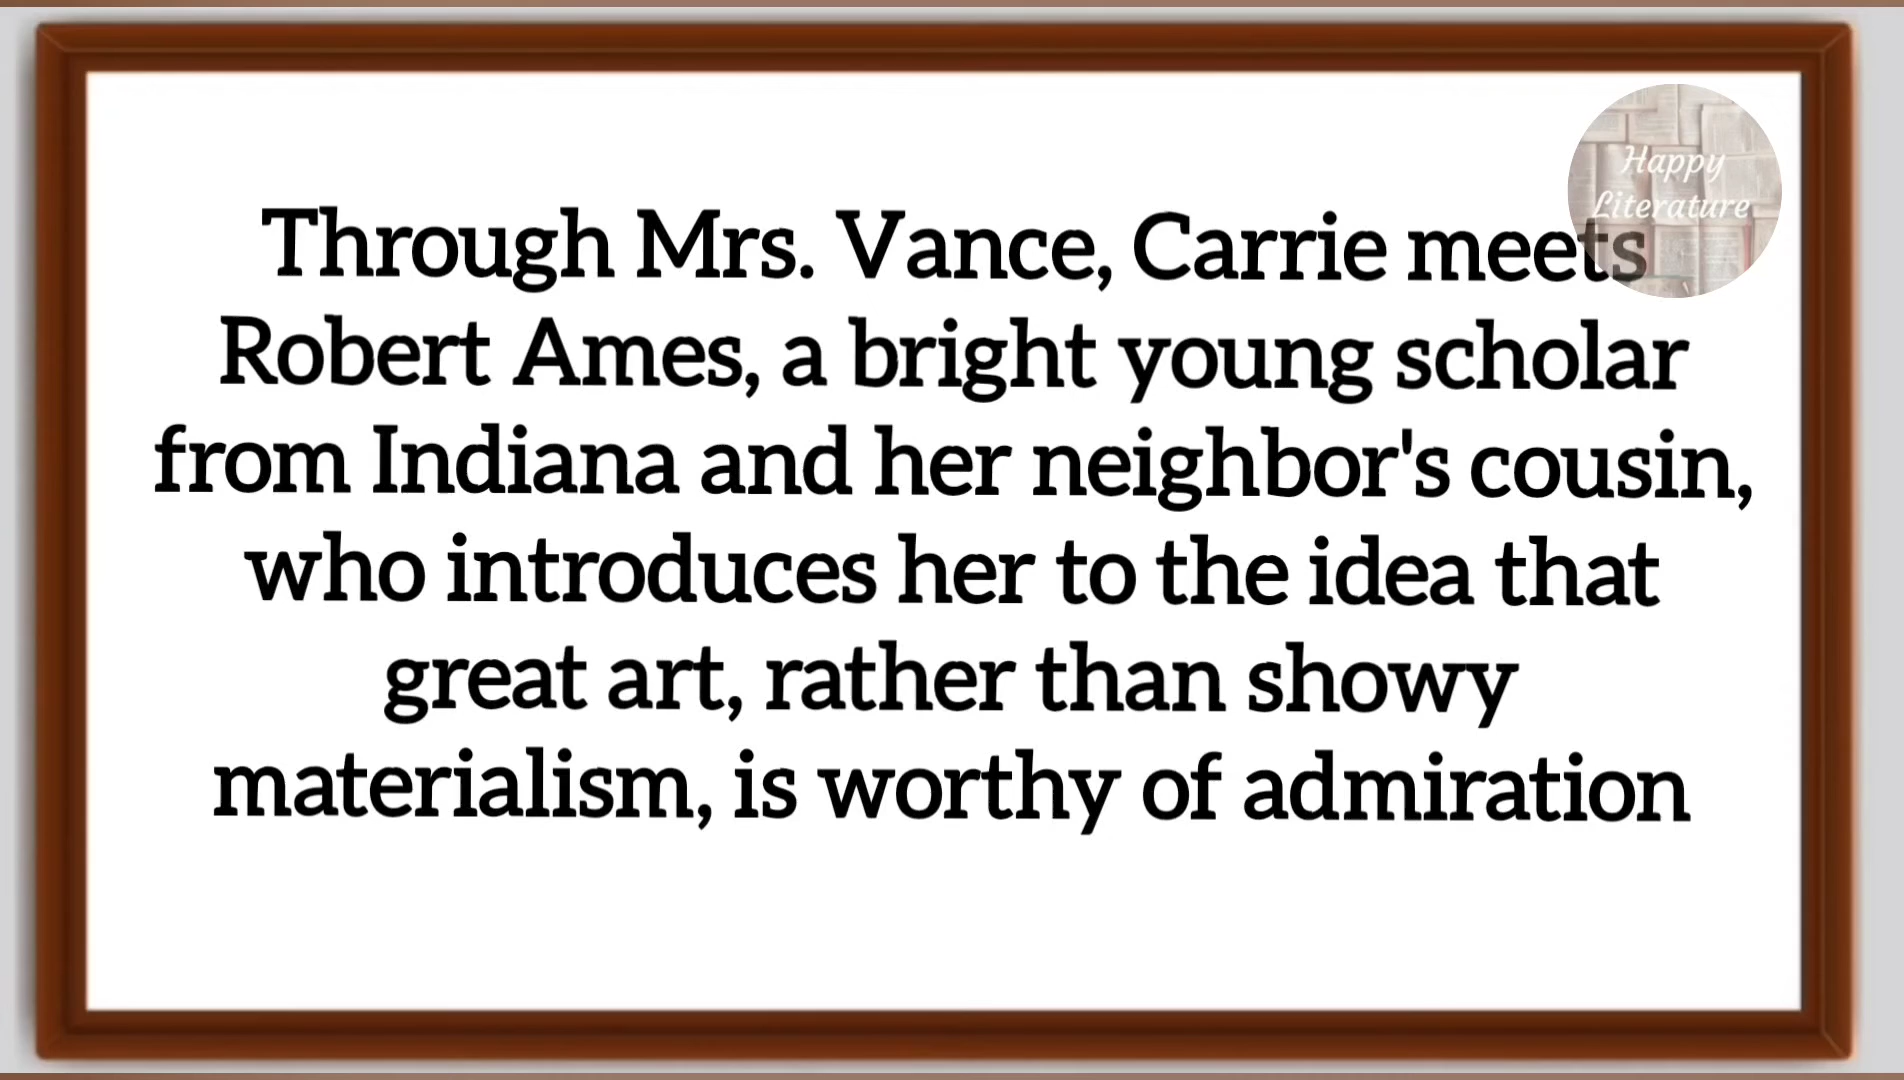 Happy
Literature
Through Mrs. Vance, Carrie meets
Robert Ames, a bright young scholar
from Indiana and her neighbor's cousin,
who introduces her to the idea that
great art, rather than showy
materialism, is worthy of admiration